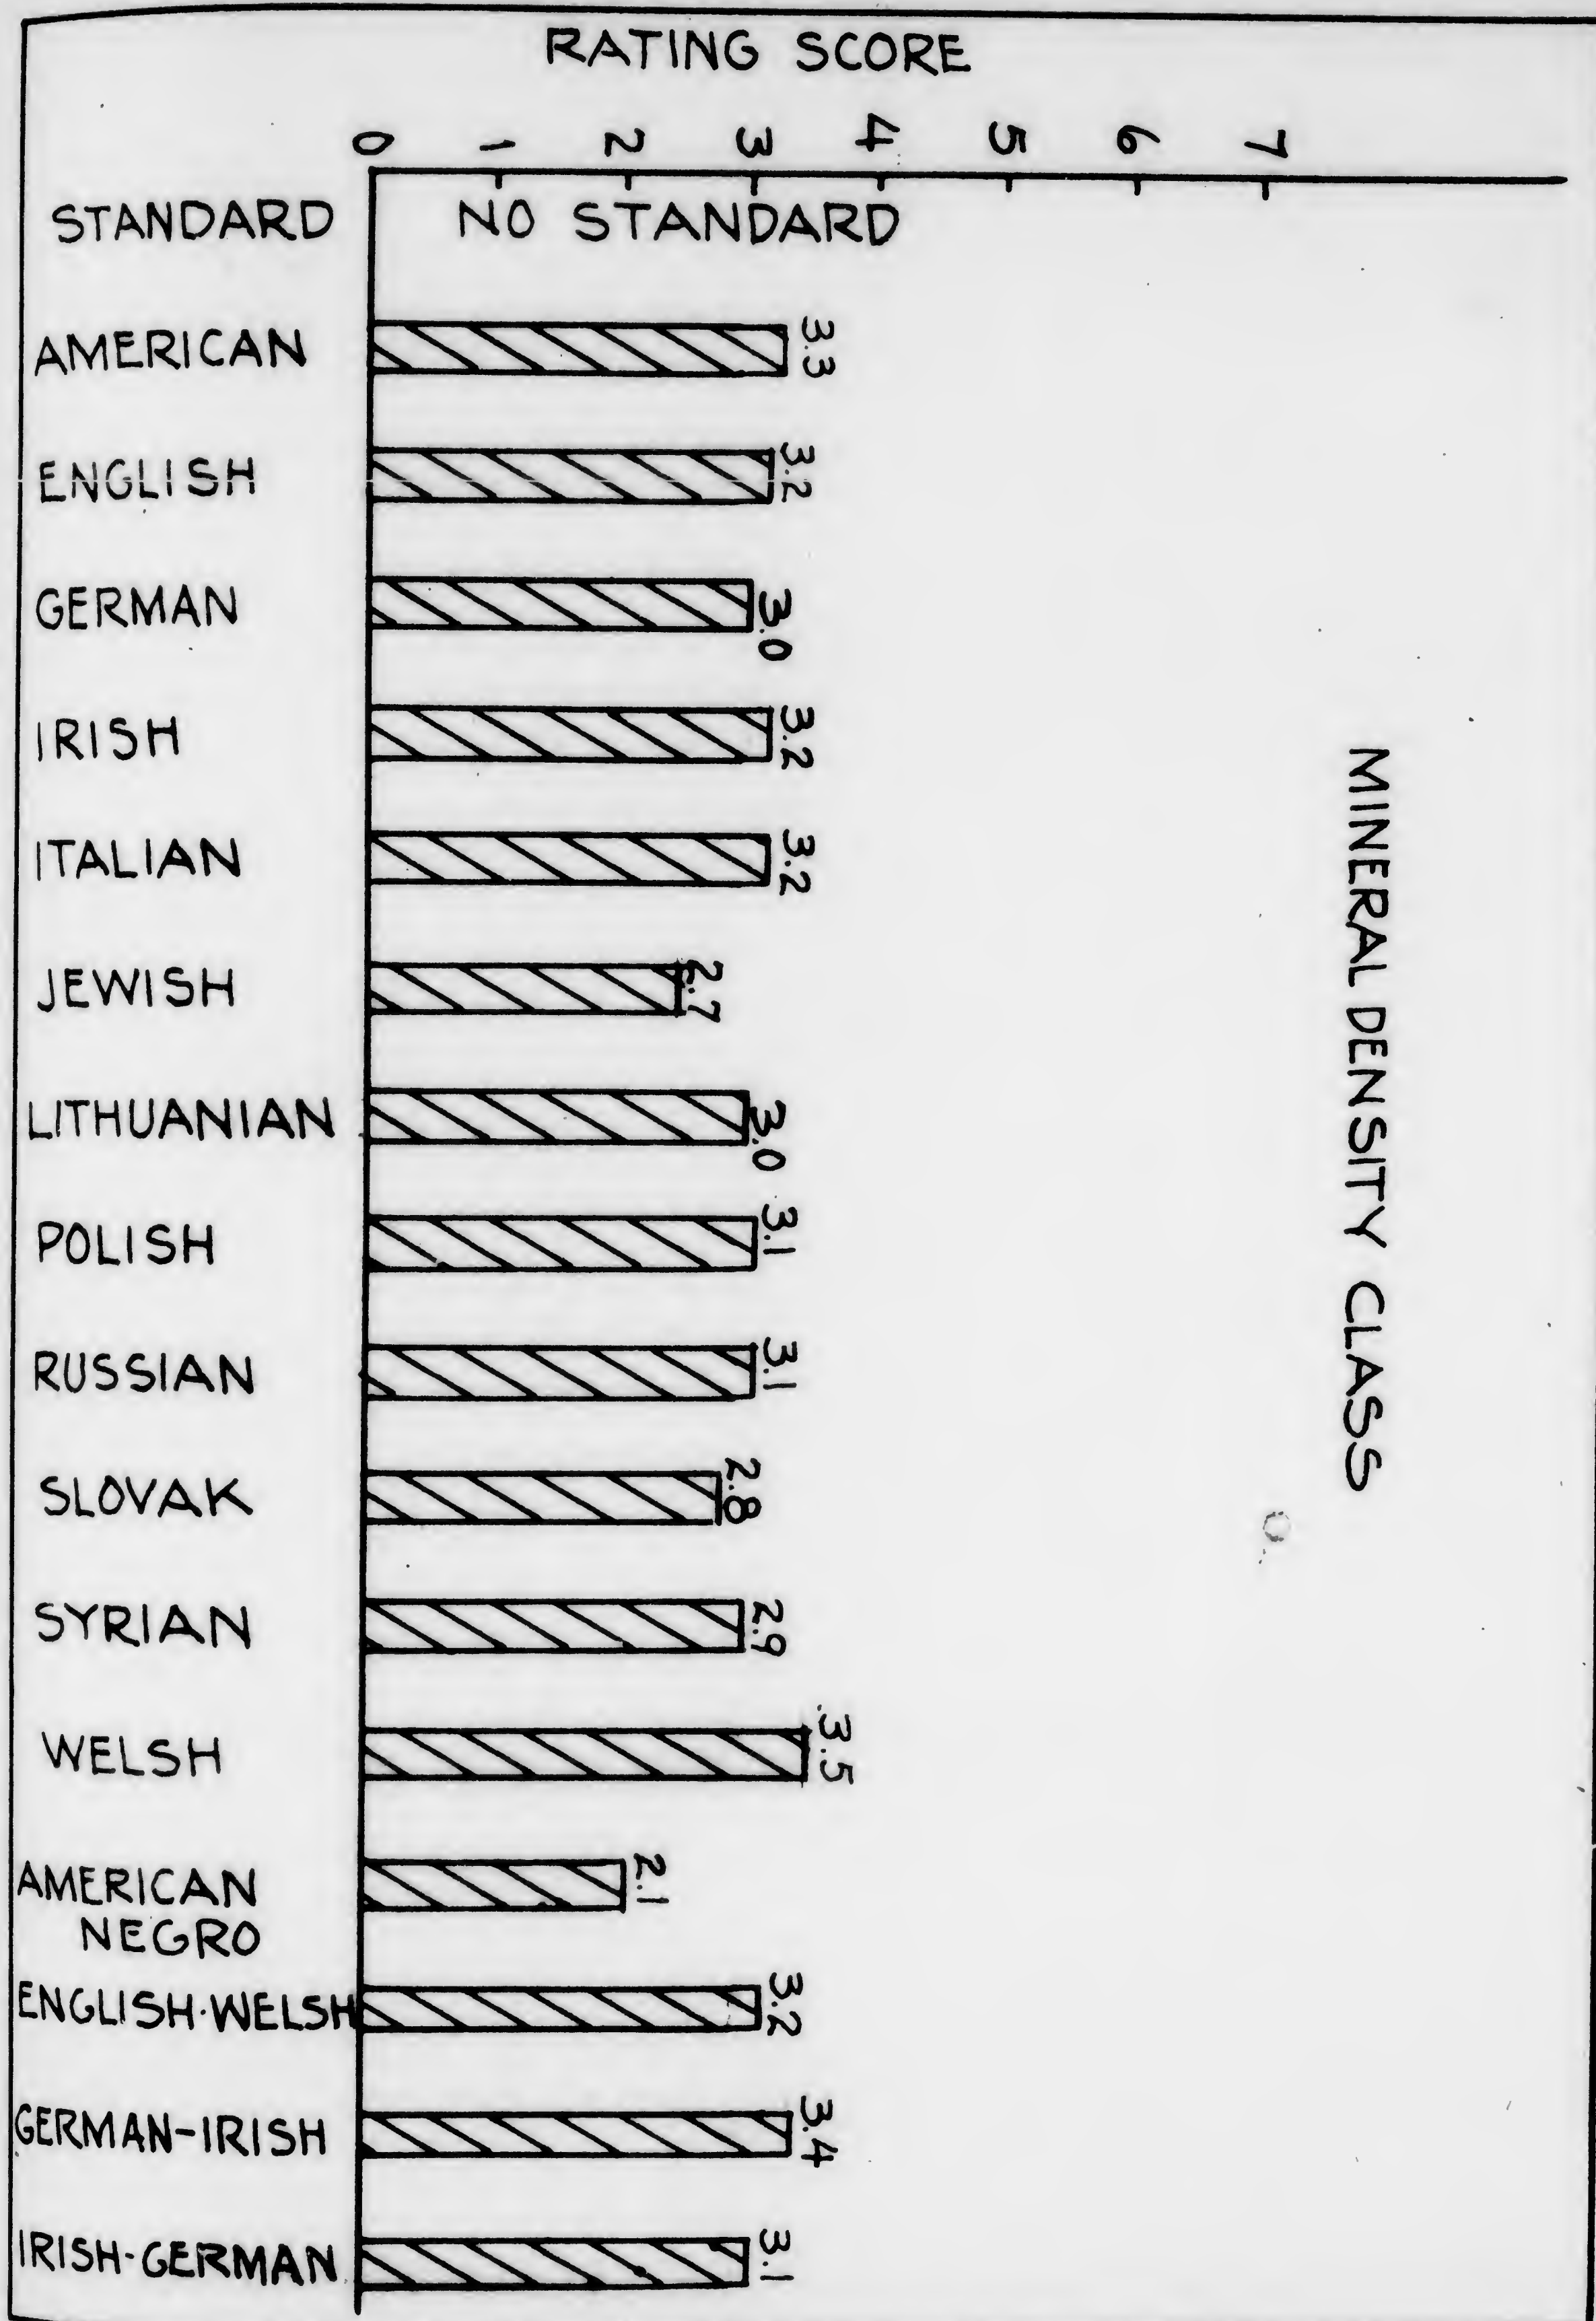 RATING SCORE
0 1 2 3 4 5 6 7
STANDARD NO STANDARD
AMERICAN 3.3
ENGLISH 3.2
GERMAN 3.0
IRISH 3.2
ITALIAN 3.2
JEWISH 2.7
LITHUANIAN 3.0
POLISH 3.1
RUSSIAN 3.1
SLOVAK 2.8
SYRIAN 2.9
WELSH 3.5
AMERICAN
NEGRO 2.1
ENGLISH·WELSH 3.2
GERMAN-IRISH 3.4
IRISH-GERMAN 3.1
MINERAL DENSITY CLASS